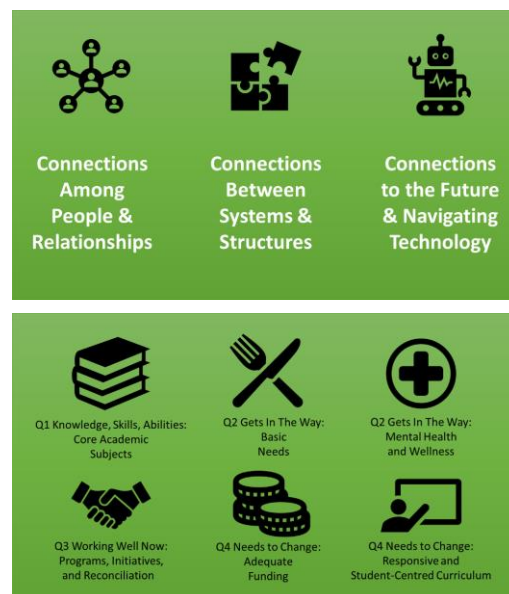 Connections
Among
People &
Relationships
Connections
Between
Systems &
Structures
Connections
to the Future
& Navigating
Technology
Q1 Knowledge, Skills, Abilities:
Core Academic
Subjects
Q2 Gets In The Way:
Basic
Needs
Q2 Gets In The Way:
Mental Health
and Wellness
Q3 Working Well Now:
Programs, Initiatives,
and Reconciliation
Q4 Needs to Change:
Adequate
Funding
Q4 Needs to Change:
Responsive and
Student-Centred Curriculum